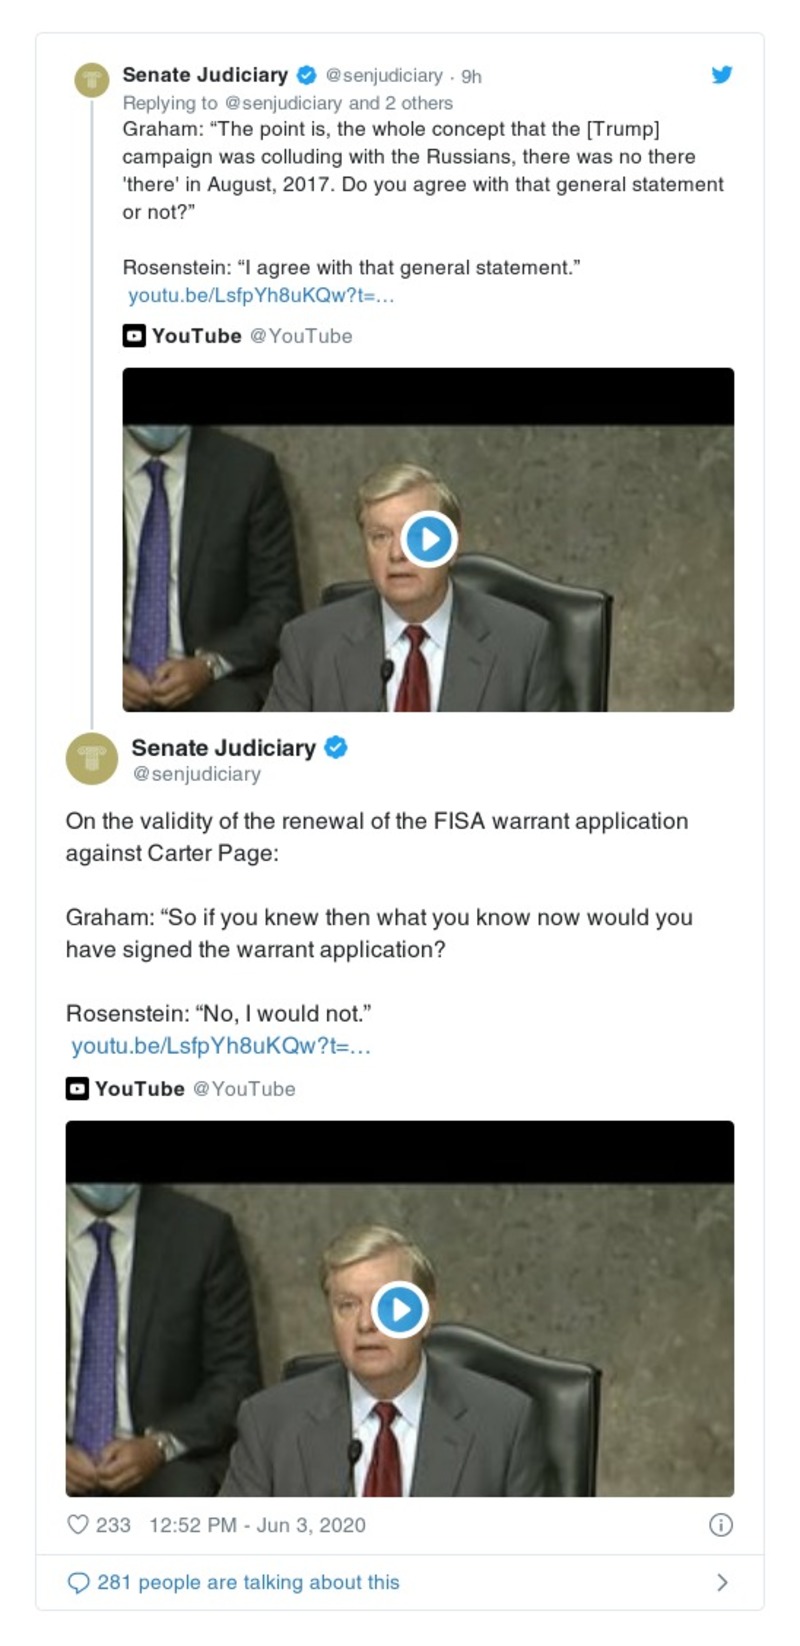 Senate Judiciary @senjudiciary · 9h
Replying to @senjudiciary and 2 others
Graham: “The point is, the whole concept that the [Trump]
campaign was colluding with the Russians, there was no there
'there' in August, 2017. Do you agree with that general statement
or not?”
Rosenstein: “I agree with that general statement.”
youtu.be/LsfpYh8uKQw?t=…
YouTube @YouTube
Senate Judiciary
@senjudiciary
On the validity of the renewal of the FISA warrant application
against Carter Page:
Graham: “So if you knew then what you know now would you
have signed the warrant application?
Rosenstein: “No, I would not.”
youtu.be/LsfpYh8uKQw?t=…
YouTube @YouTube
233 12:52 PM - Jun 3, 2020
281 people are talking about this